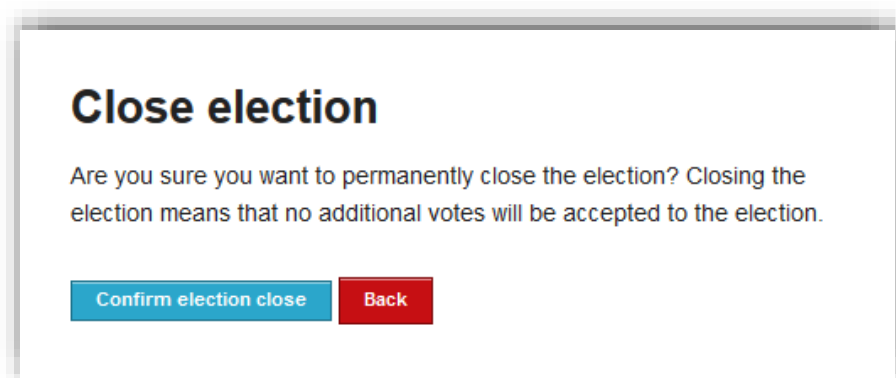 Close election
Are you sure you want to permanently close the election? Closing the
election means that no additional votes will be accepted to the election.
Confirm election close Back